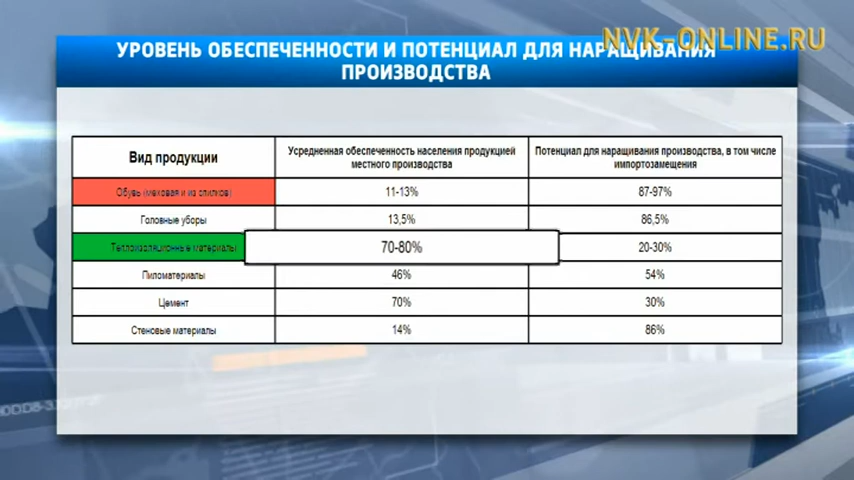 NVK-ONLINE.RU
УРОВЕНЬ ОБЕСПЕЧЕННОСТИ И ПОТЕНЦИАЛ ДЛЯ НАРАЩИВАНИЯ
ПРОИЗВОДСТВА
Вид продукции
Усредненная обеспеченность населения продукцией
местного производства
Потенциал для наращивания производства, в том числе
импортозамещения
Обувь (меховая и из спилков) 11-13% 87-97%
Головные уборы 13,5% 86,5%
Теплоизоляционные материалы 70-80% 20-30%
Пиломатериалы 46% 54%
Цемент 70% 30%
Стеновые материалы 14% 86%